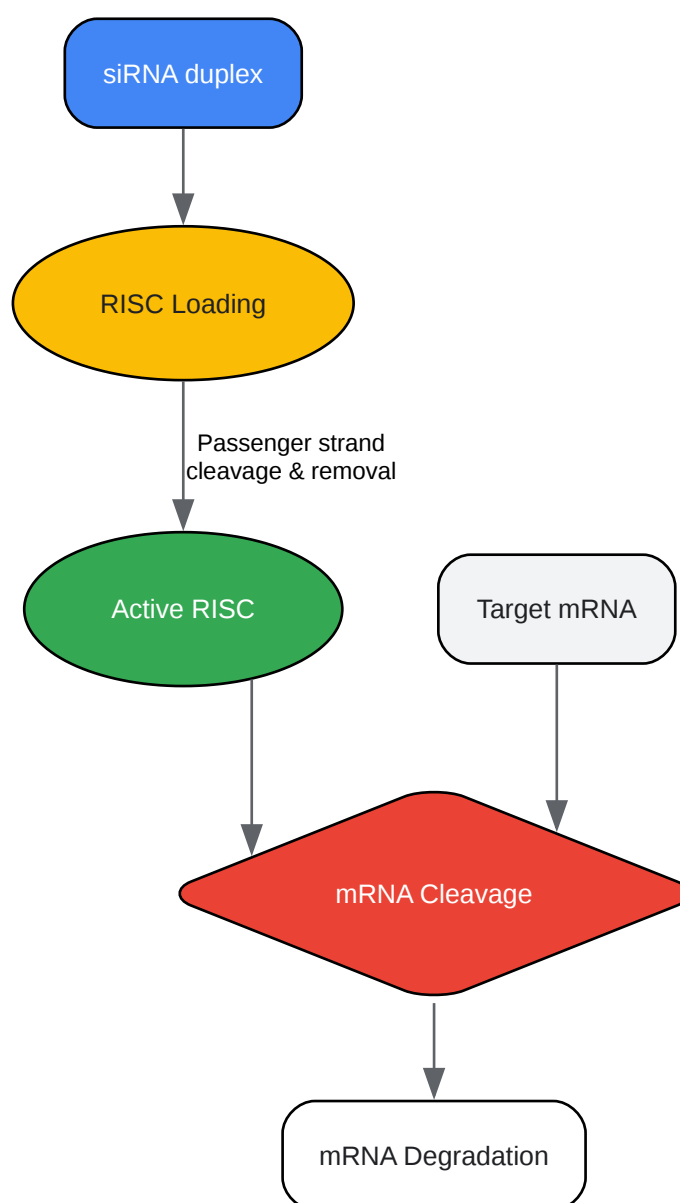 siRNA duplex
RISC Loading
Passenger strand
cleavage & removal
Active RISC
Target mRNA
mRNA Cleavage
mRNA Degradation